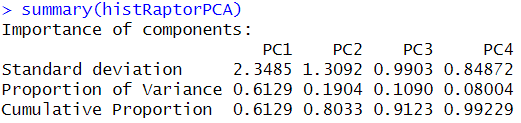 > summary(histRaptorPCA)
Importance of components:
PC1 PC2 PC3 PC4
Standard deviation 2.3485 1.3092 0.9903 0.84872
Proportion of Variance 0.6129 0.1904 0.1090 0.08004
Cumulative Proportion 0.6129 0.8033 0.9123 0.99229